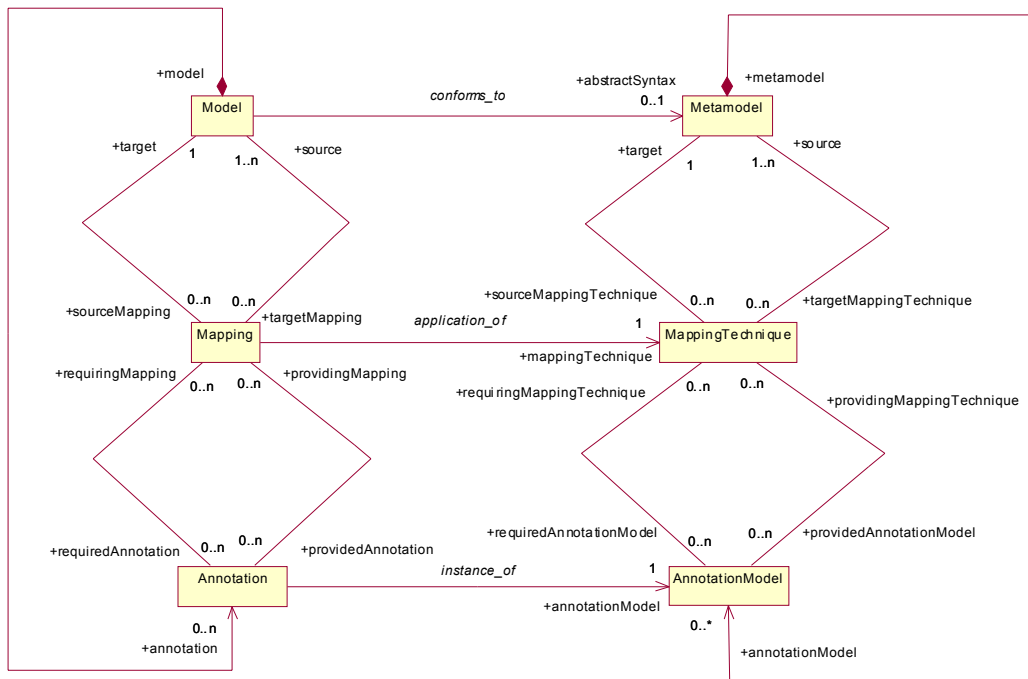 +model
+metamodel
+abstractSyntax
conforms_to
0..1
Model
Metamodel
+target
1
1..n
+source
+target
1
1..n
+source
0..n
0..n
+sourceMapping
+targetMapping
+sourceMappingTechnique
0..n
0..n
+targetMappingTechnique
application_of
1
Mapping
MappingTechnique
+mappingTechnique
+requiringMapping
0..n
0..n
+providingMapping
+requiringMappingTechnique
0..n
0..n
+providingMappingTechnique
+requiredAnnotation
0..n
0..n
+providedAnnotation
+requiredAnnotationModel
0..n
0..n
+providedAnnotationModel
instance_of
1
Annotation
AnnotationModel
+annotationModel
0..n
+annotation
0..*
+annotationModel